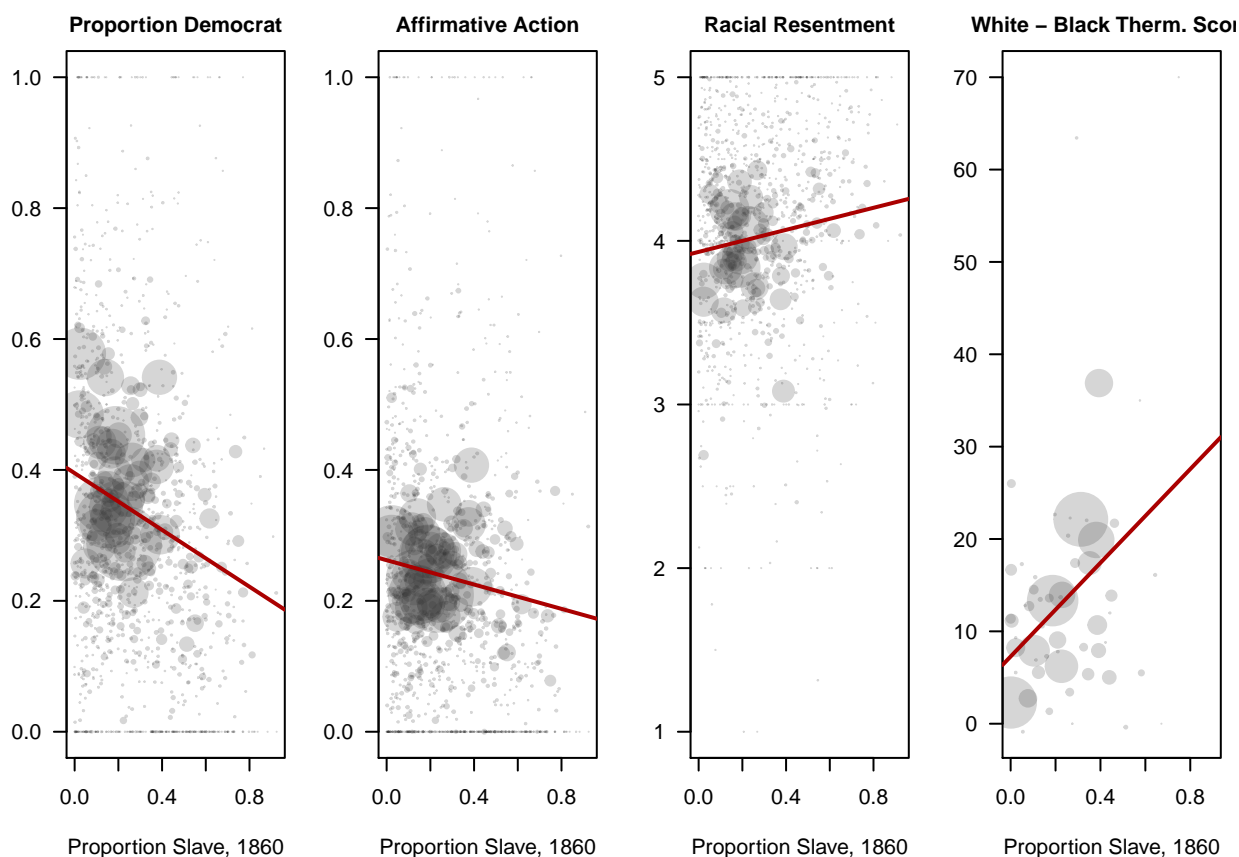 Proportion Democrat
Affirmative Action
Racial Resentment
White − Black Therm. Scor
1.0
0.8
0.6
0.4
0.2
0.0
0.0 0.4 0.8
Proportion Slave, 1860
1.0
0.8
0.6
0.4
0.2
0.0
0.0 0.4 0.8
Proportion Slave, 1860
5
4
3
2
1
0.0 0.4 0.8
Proportion Slave, 1860
70
60
50
40
30
20
10
0
0.0 0.4 0.8
Proportion Slave, 1860